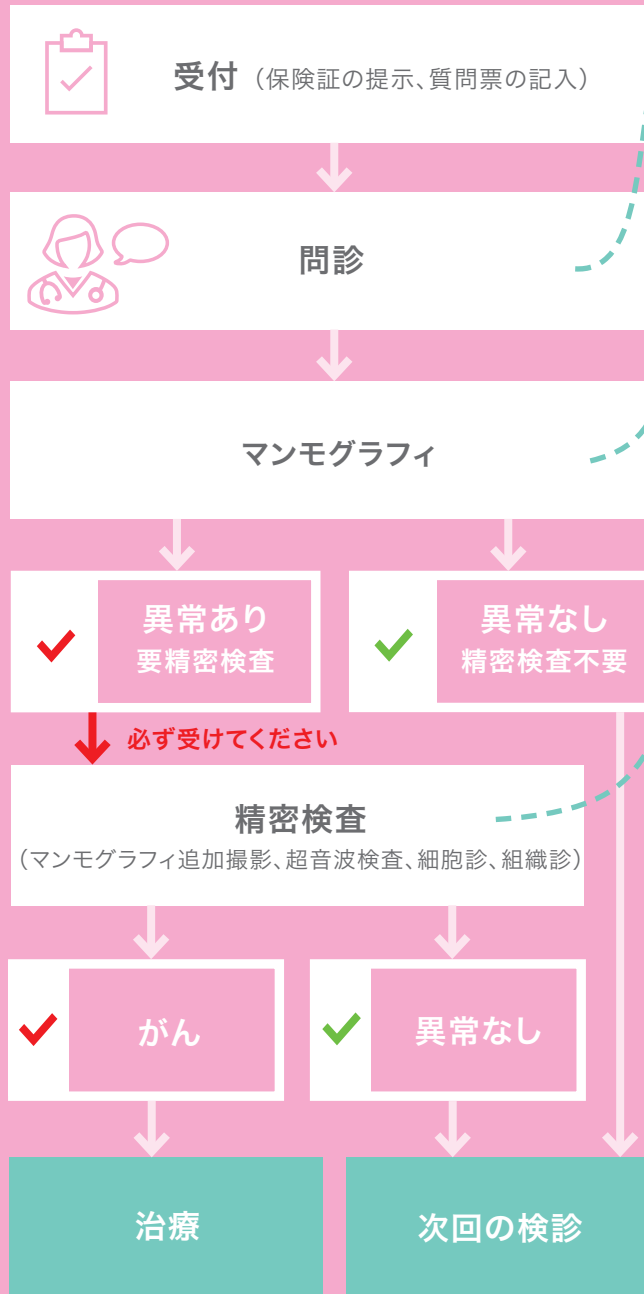 受付（保険証の提示、質問票の記入）
問診
マンモグラフィ
異常あり
要精密検査
異常なし
精密検査不要
必ず受けてください
精密検査
（マンモグラフィ追加撮影、超音波検査、細胞診、組織診）
がん
異常なし
治療
次回の検診